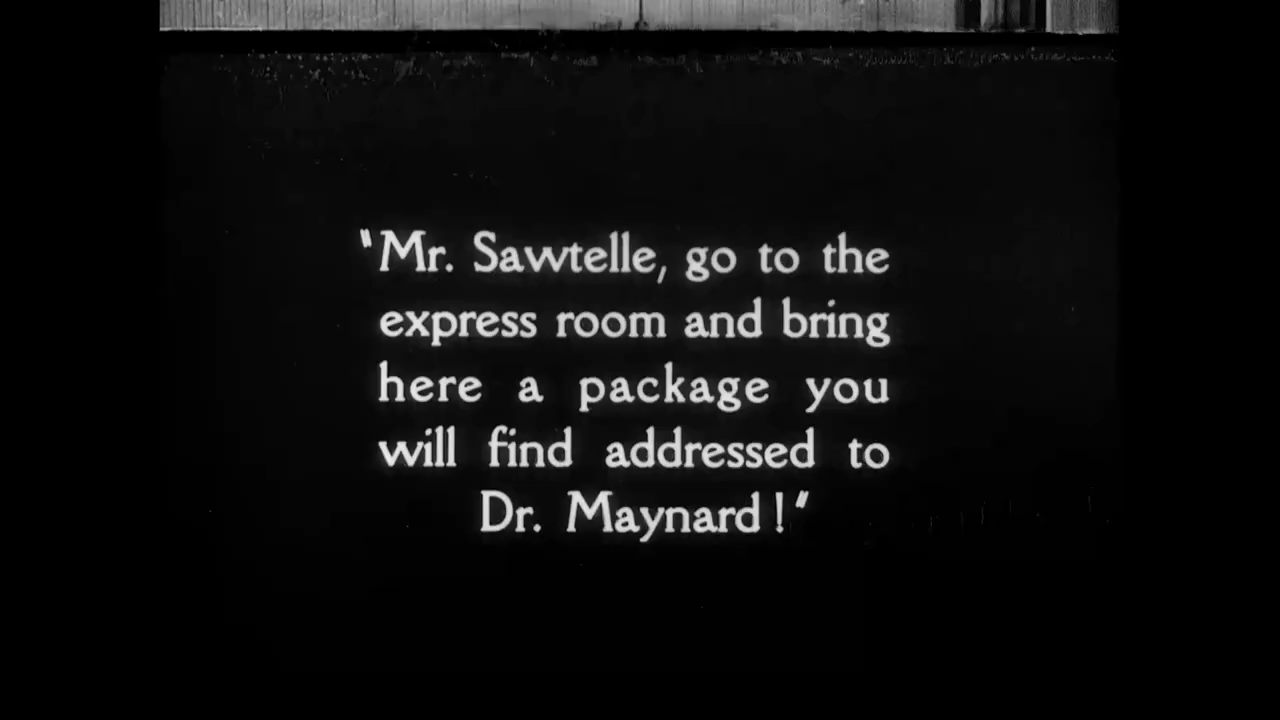 "Mr. Sawtelle, go to the
express room and bring
here a package you
will find addressed to
Dr. Maynard!"